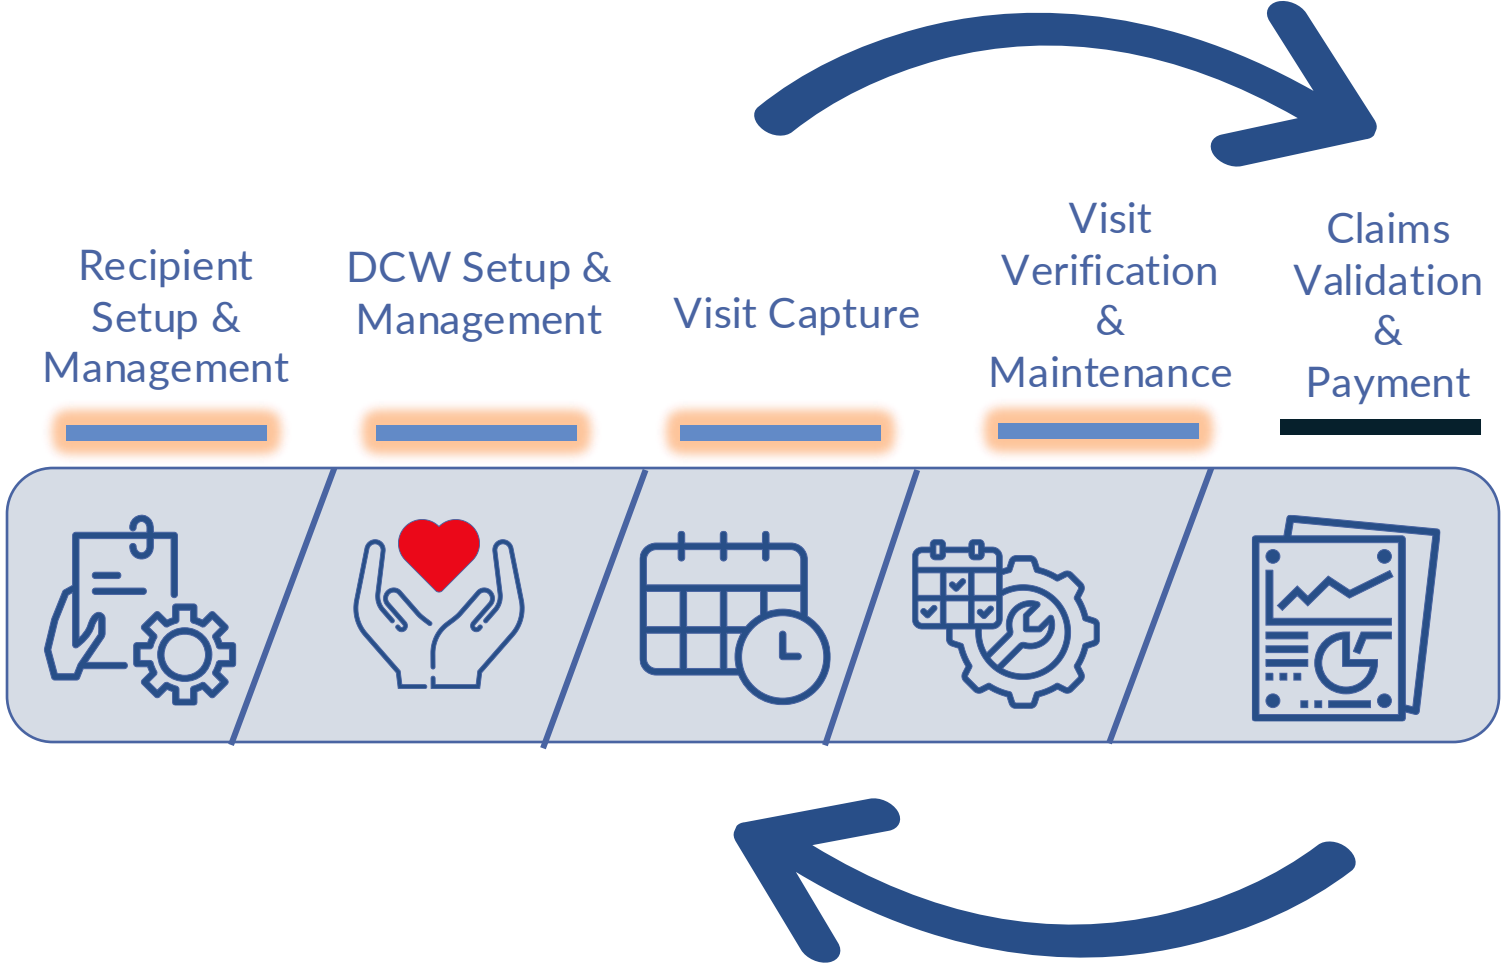 Recipient
Setup &
Management
DCW Setup &
Management
Visit Capture
Visit
Verification
&
Maintenance
Claims
Validation
&
Payment